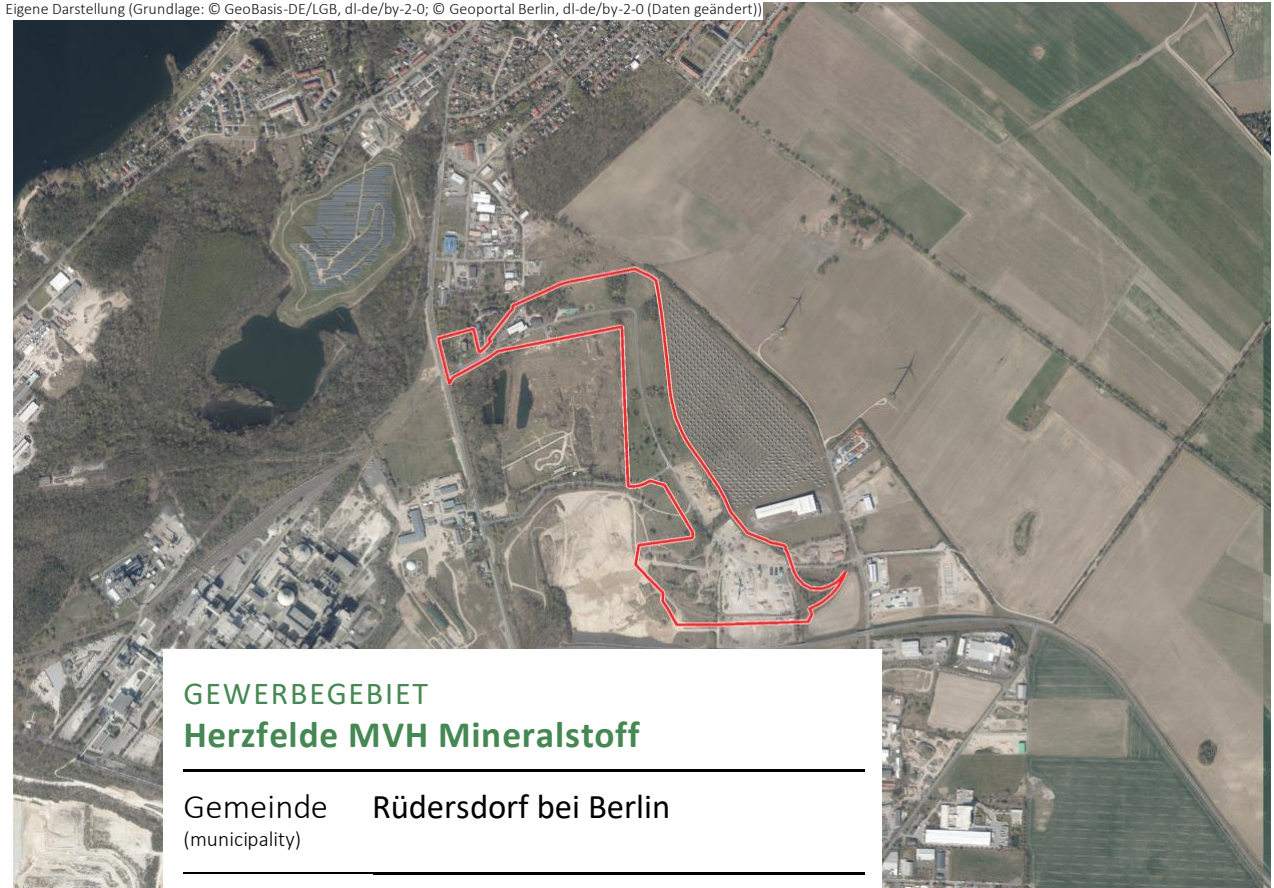 Eigene Darstellung (Grundlage: © GeoBasis-DE/LGB, dl-de/by-2-0; © Geoportal Berlin, dl-de/by-2-0 (Daten geändert))
GEWERBEGEBIET
Herzfelde MVH Mineralstoff
Gemeinde Rüdersdorf bei Berlin
(municipality)